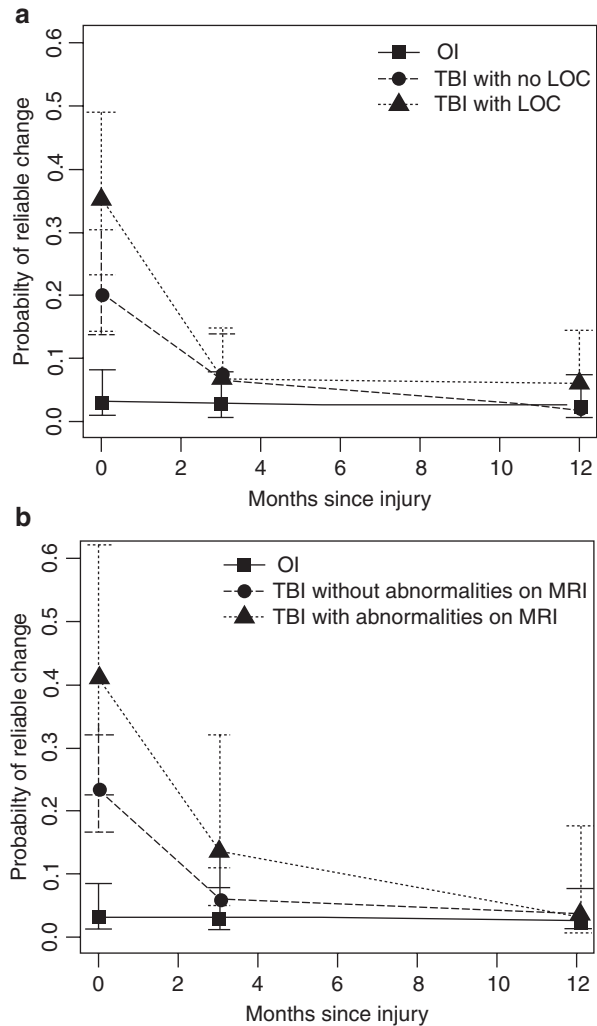 a
0.6
0.5
0.4
0.3
0.2
0.1
0.0
Probabilty of reliable change
OI
TBI with no LOC
TBI with LOC
0 2 4 6 8 10 12
Months since injury
b
0.6
0.5
0.4
0.3
0.2
0.1
0.0
Probabilty of reliable change
OI
TBI without abnormalities on MRI
TBI with abnormalities on MRI
0 2 4 6 8 10 12
Months since injury